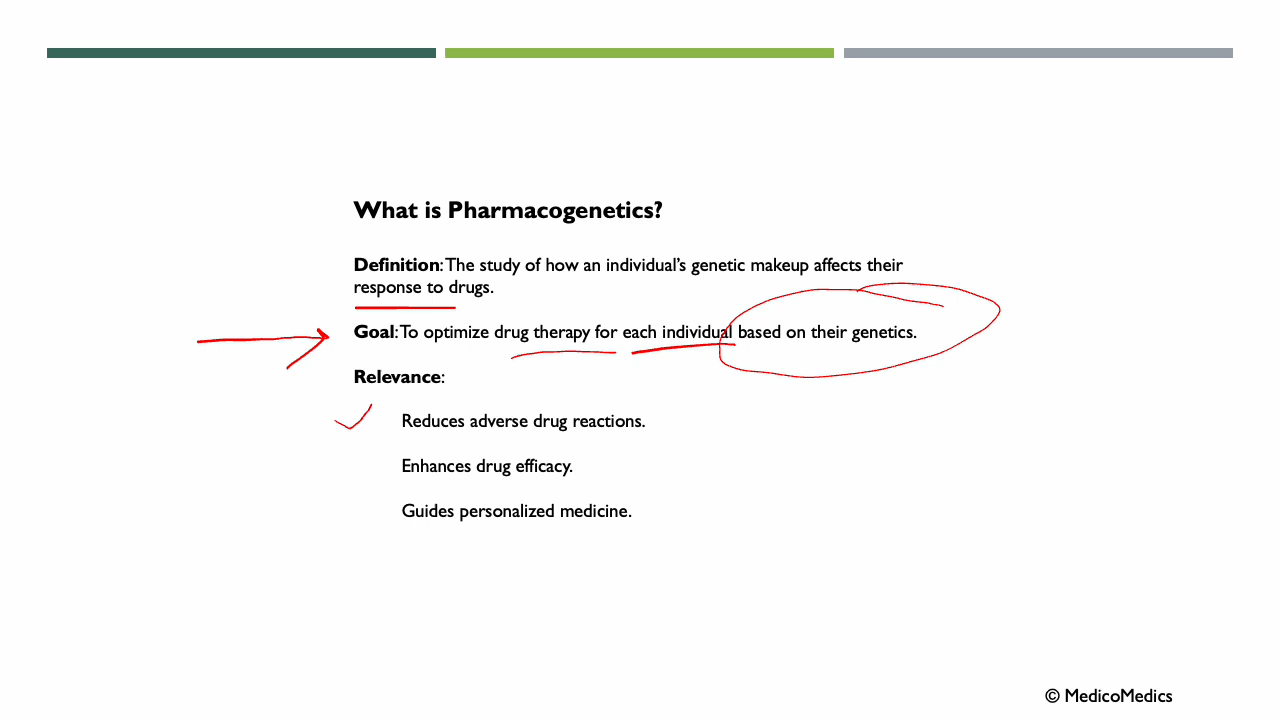 What is Pharmacogenetics?
Definition: The study of how an individual’s genetic makeup affects their
response to drugs.
Goal: To optimize drug therapy for each individual based on their genetics.
Relevance:
Reduces adverse drug reactions.
Enhances drug efficacy.
Guides personalized medicine.
© MedicoMedics